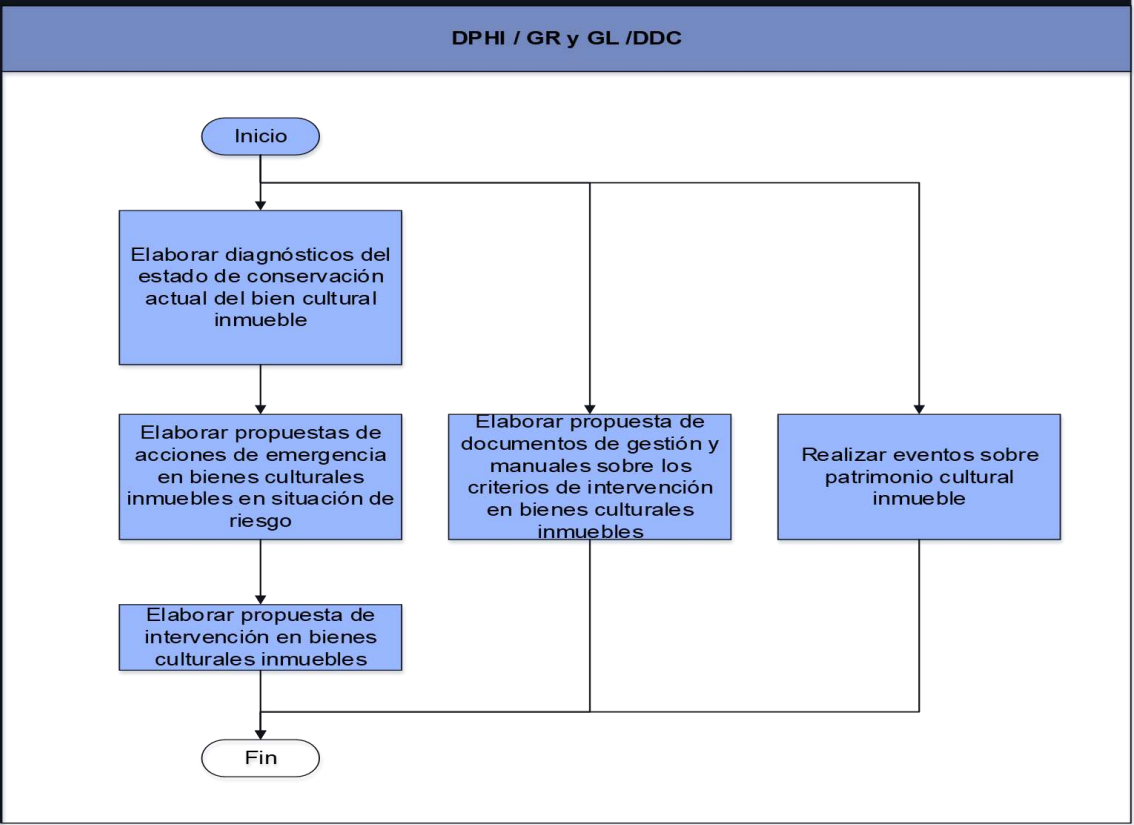 DPHI / GR y GL /DDC
Inicio
Elaborar diagnósticos del
estado de conservación
actual del bien cultural
inmueble
Elaborar propuestas de
acciones de emergencia
en bienes culturales
inmuebles en situación de
riesgo
Elaborar propuesta de
documentos de gestión y
manuales sobre los
criterios de intervención
en bienes culturales
inmuebles
Realizar eventos sobre
patrimonio cultural
inmueble
Elaborar propuesta de
intervención en bienes
culturales inmuebles
Fin